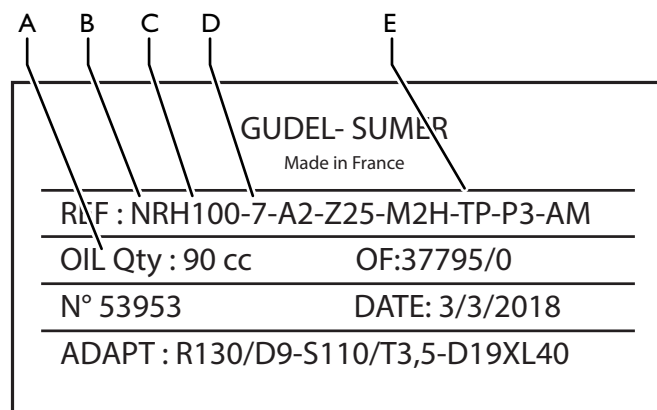 A B C D E
GUDEL- SUMER
Made in France
REF : NRH100-7-A2-Z25-M2H-TP-P3-AM
OIL Qty : 90 cc OF:37795/0
N° 53953 DATE: 3/3/2018
ADAPT : R130/D9-S110/T3,5-D19XL40